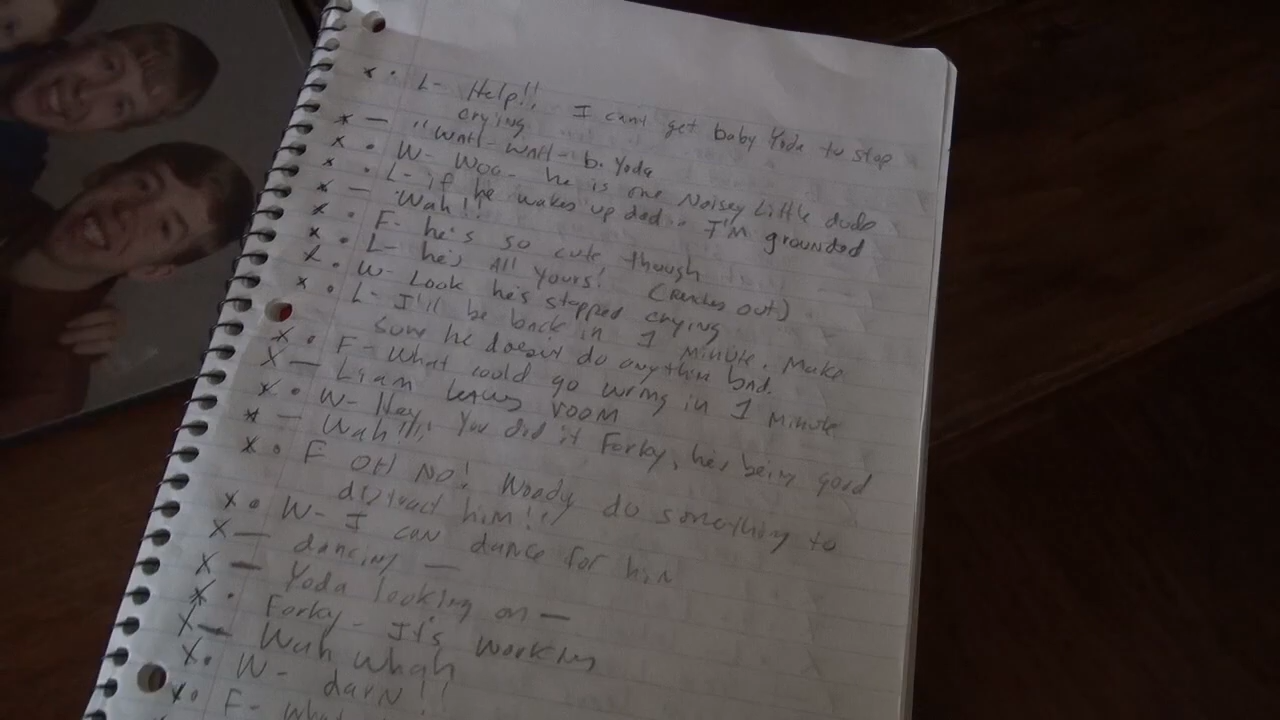 x • L- Help!! I cant get baby Yoda to stop
crying
x — "WAH-WAH- b. Yoda
x • W- Woa- he is one Noisey Little dude
x • L- if he wakes up dad.. I'M grounded
x — Wah!!
x • F- he's so cute though
x • L- he's All Yours! (Reaches out)
x • W- Look he's stopped crying
x • L- I'll be back in 1 Minute. Make
sure he doesn't do anythin bad.
x • F- What could go wrong in 1 Minute
x — Liam leaves room
x • W- Hey, You did it Forky, he's being good
x — Wah!!!
x • F OH NO! Woody do something to
distract him!!
x • W- I can dance for him
x — dancing —
x — Yoda looking on —
x • Forky- It's working
x — Wah Whah
x • W- darn!!
x • F-